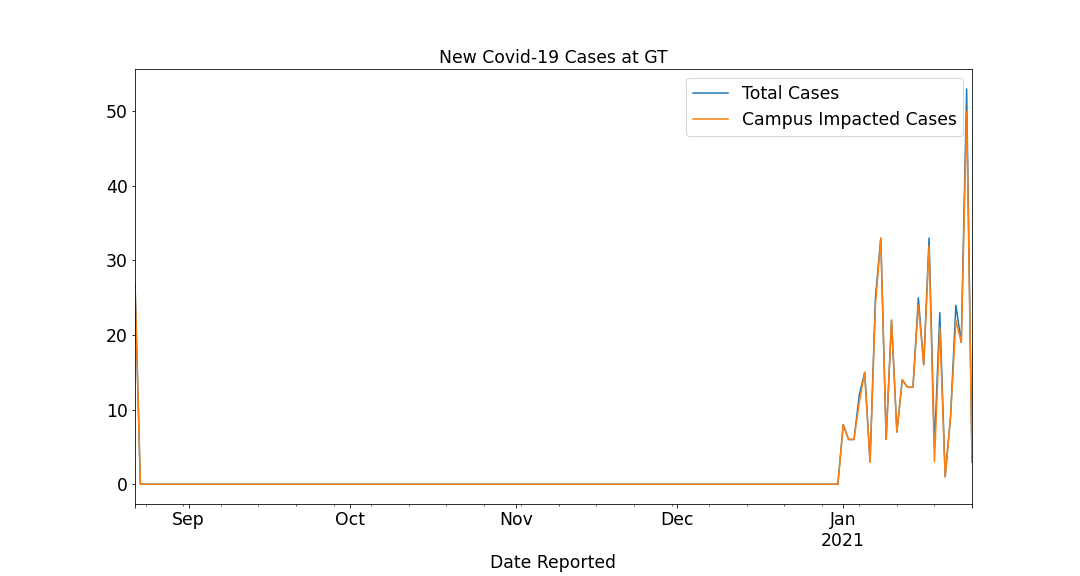 New Covid-19 Cases at GT
Total Cases
Campus Impacted Cases
50
40
30
20
10
0
Sep
Oct
Nov
Dec
Jan
2021
Date Reported